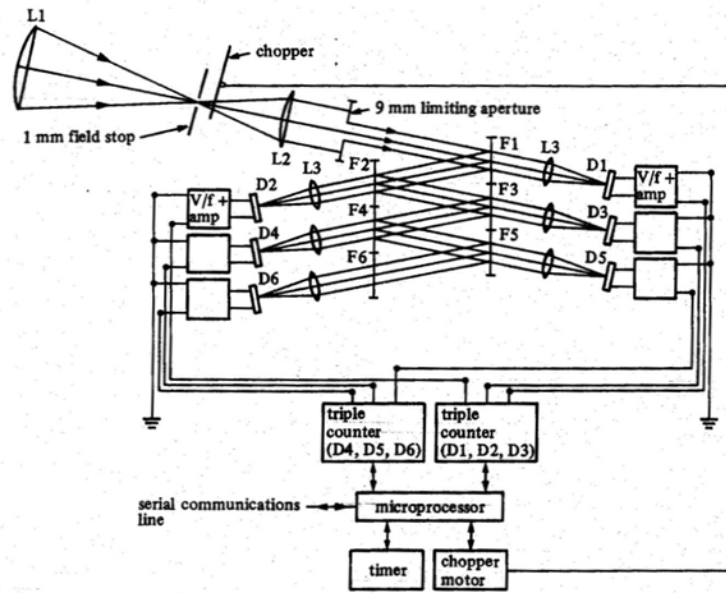 L1
chopper
9 mm limiting aperture
1 mm field stop
L2
F1
L3
D1
V/f +
amp
F2
L3
D2
V/f +
amp
F3
D3
F4
D4
F5
D5
F6
D6
triple
counter
(D4, D5, D6)
triple
counter
(D1, D2, D3)
serial communications
line
microprocessor
timer
chopper
motor